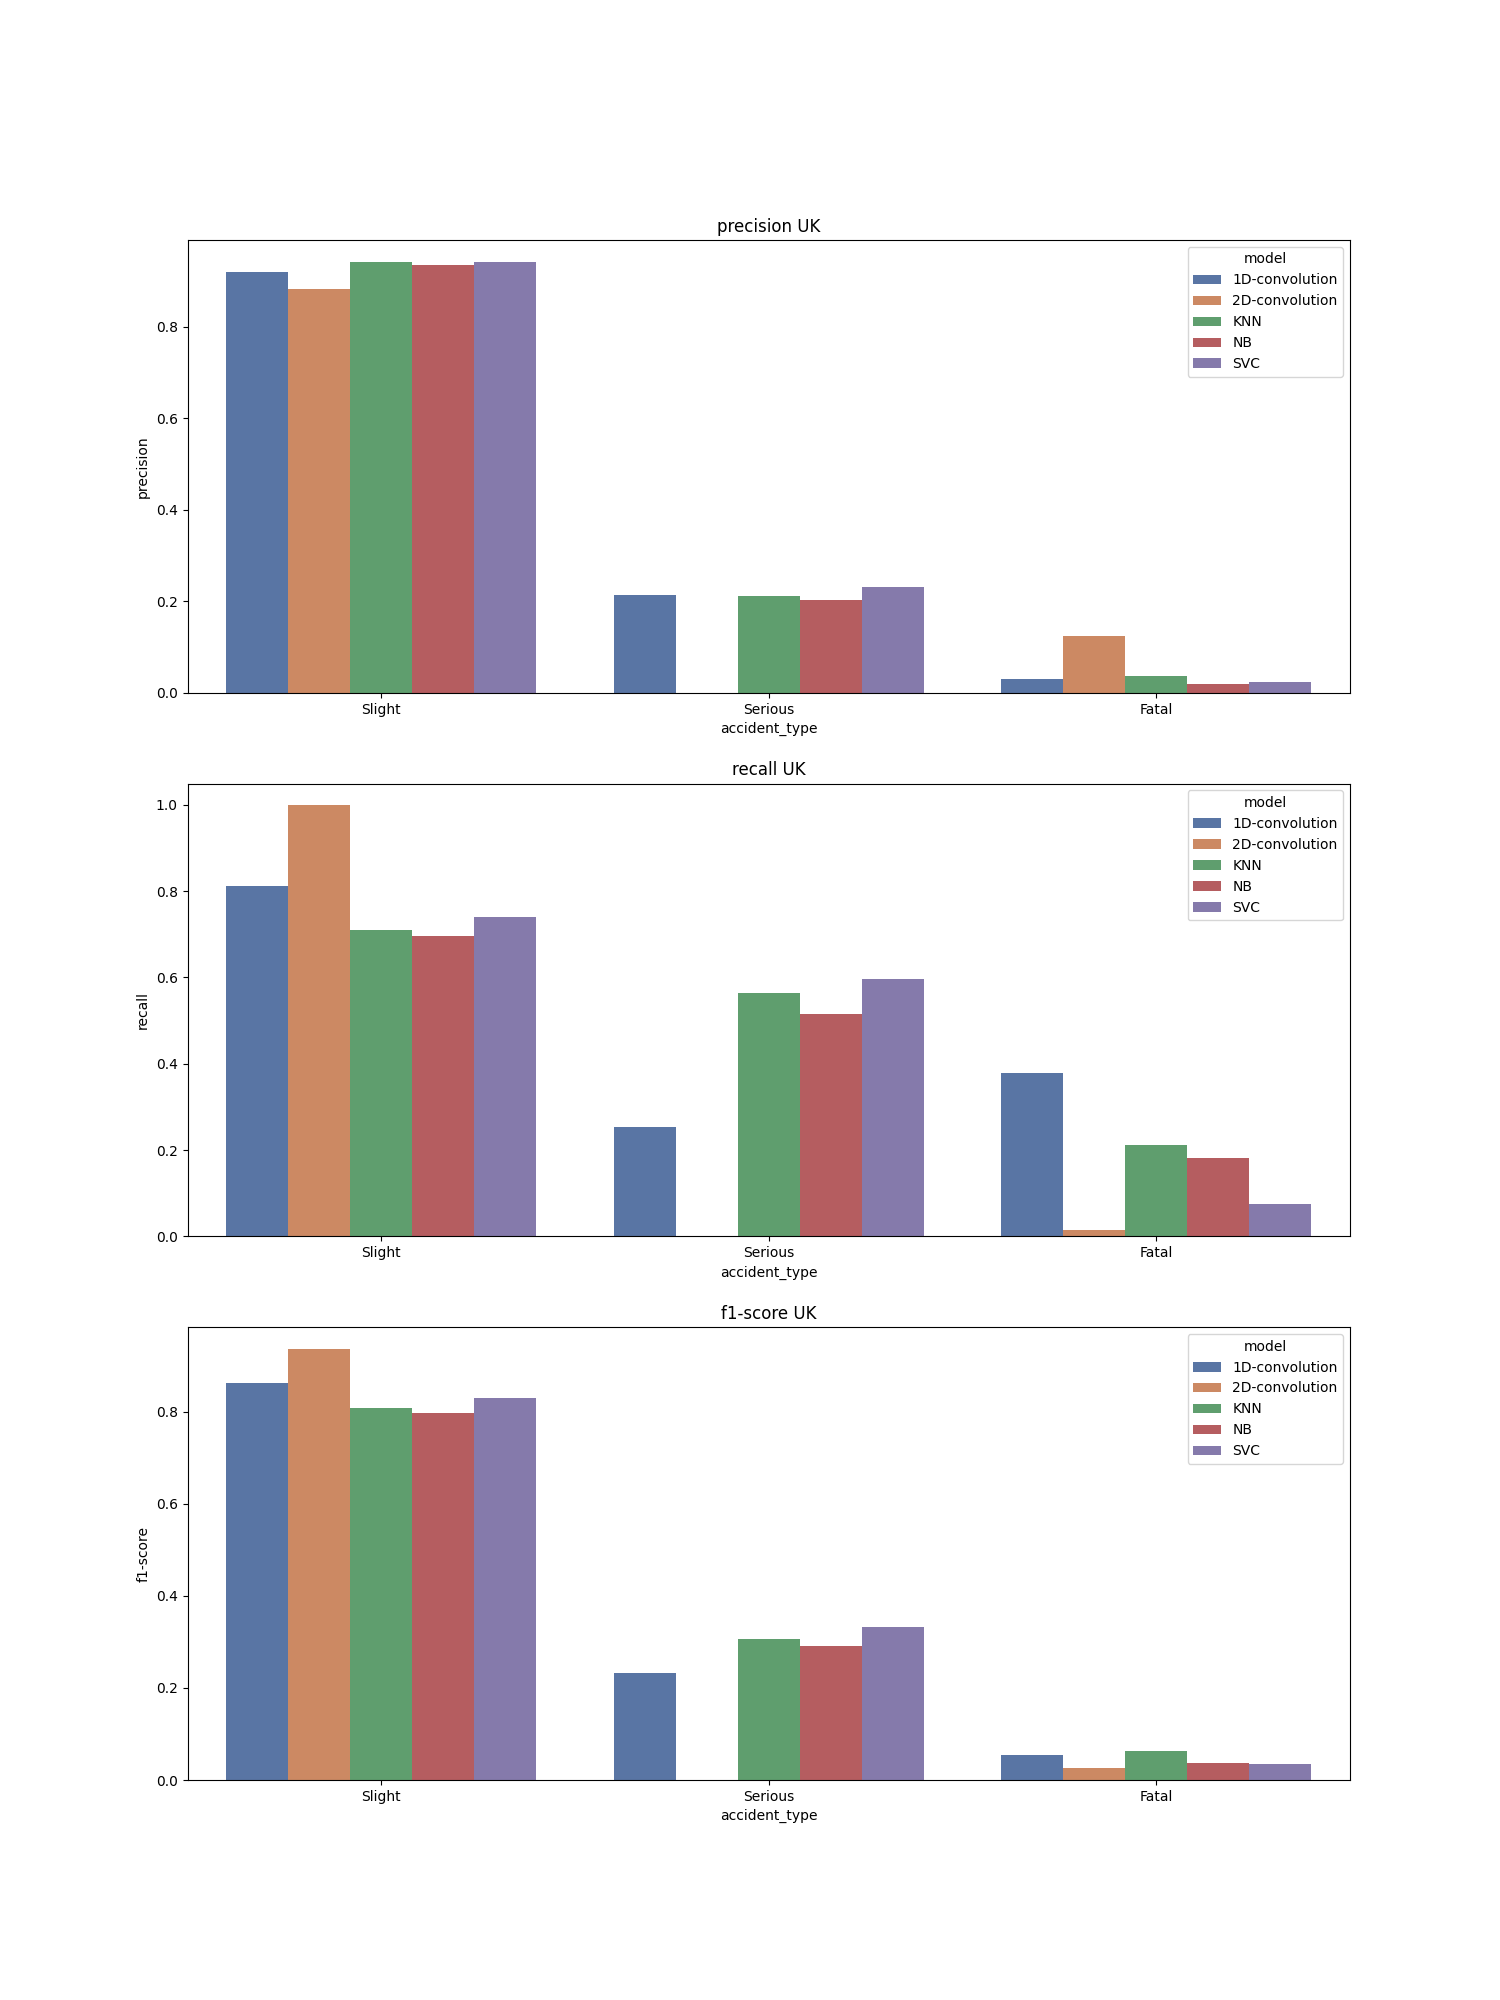 precision UK
model
1D-convolution
2D-convolution
KNN
NB
SVC
precision
0.8
0.6
0.4
0.2
0.0
Slight Serious Fatal
accident_type
recall UK
model
1D-convolution
2D-convolution
KNN
NB
SVC
recall
1.0
0.8
0.6
0.4
0.2
0.0
Slight Serious Fatal
accident_type
f1-score UK
model
1D-convolution
2D-convolution
KNN
NB
SVC
f1-score
0.8
0.6
0.4
0.2
0.0
Slight Serious Fatal
accident_type